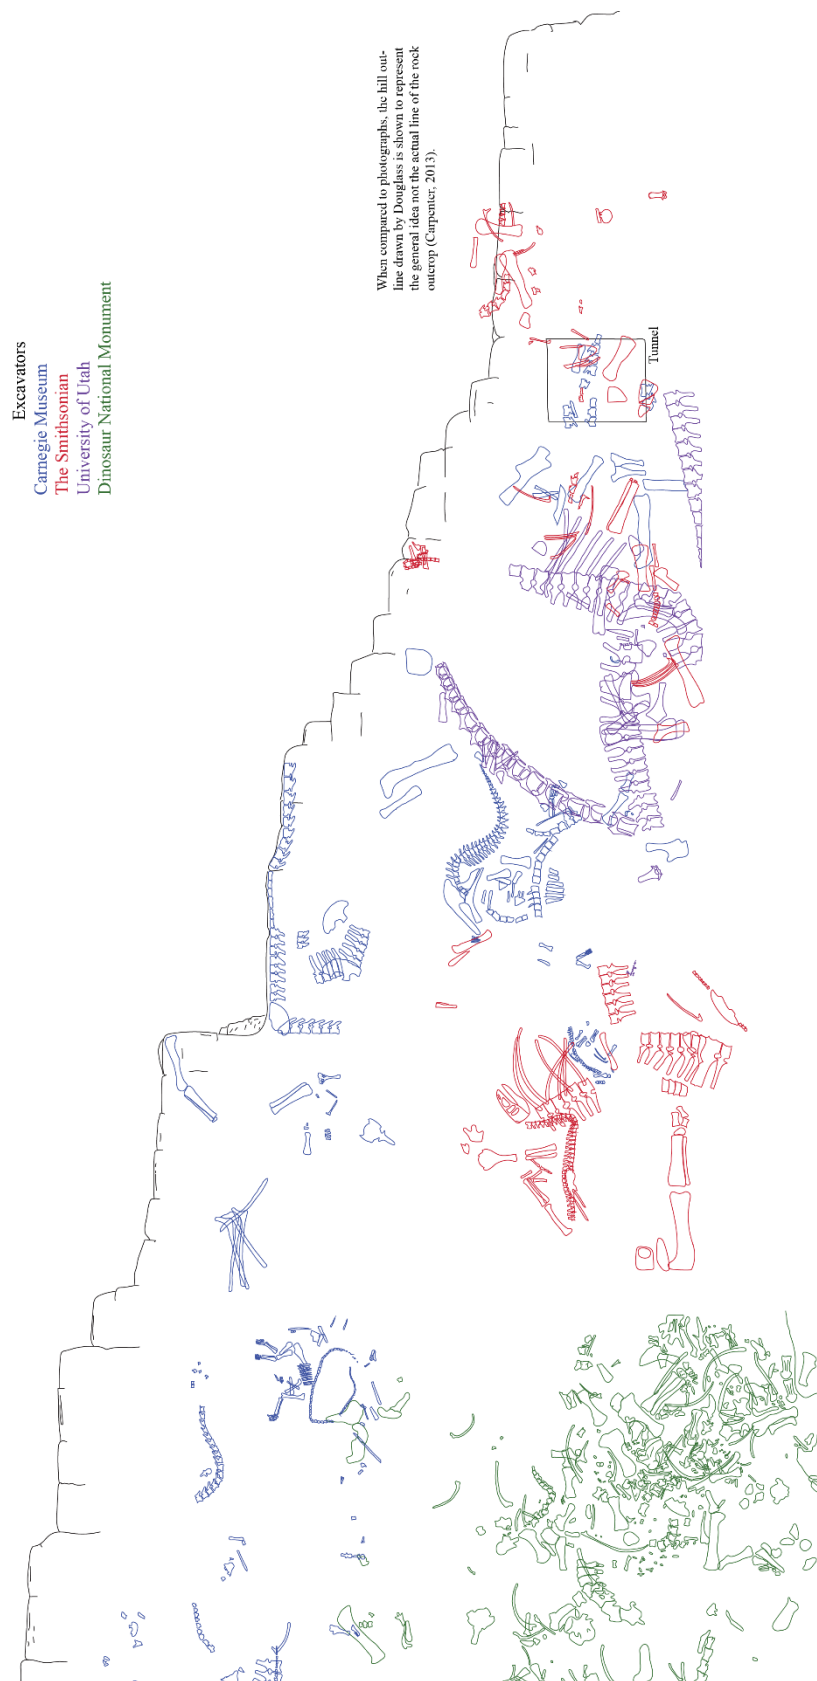 Excavators
Carnegie Museum
The Smithsonian
University of Utah
Dinosaur National Monument
When compared to photographs, the hill out-
line drawn by Douglass is shown to represent
the general idea not the actual line of the rock
outcrop (Carpenter, 2013).
Tunnel